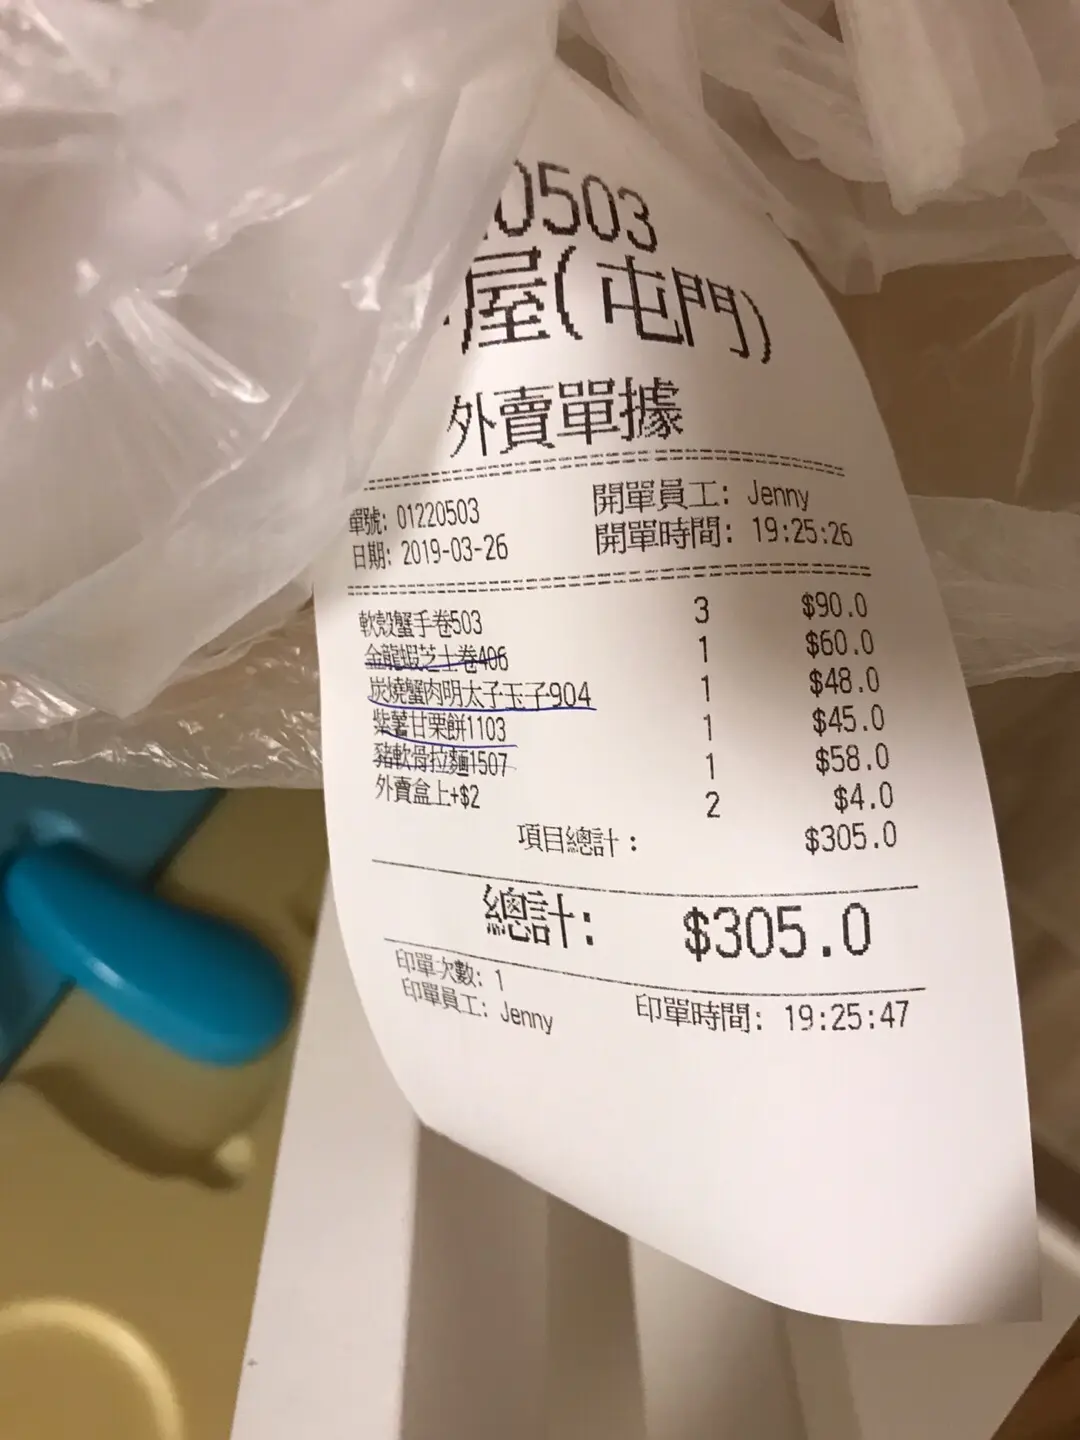 0503
屋(屯門)
外賣單據
單號: 01220503 開單員工: Jenny
日期: 2019-03-26 開單時間: 19:25:26
軟殼蟹手卷503 3 $90.0
金龍蝦芝士卷406 1 $60.0
炭燒蟹肉明太子玉子904 1 $48.0
紫薯甘栗餅1103 1 $45.0
豬軟骨拉麵1507 1 $58.0
外賣盒上+$2 2 $4.0
項目總計: $305.0
總計: $305.0
印單次數: 1
印單員工: Jenny 印單時間: 19:25:47